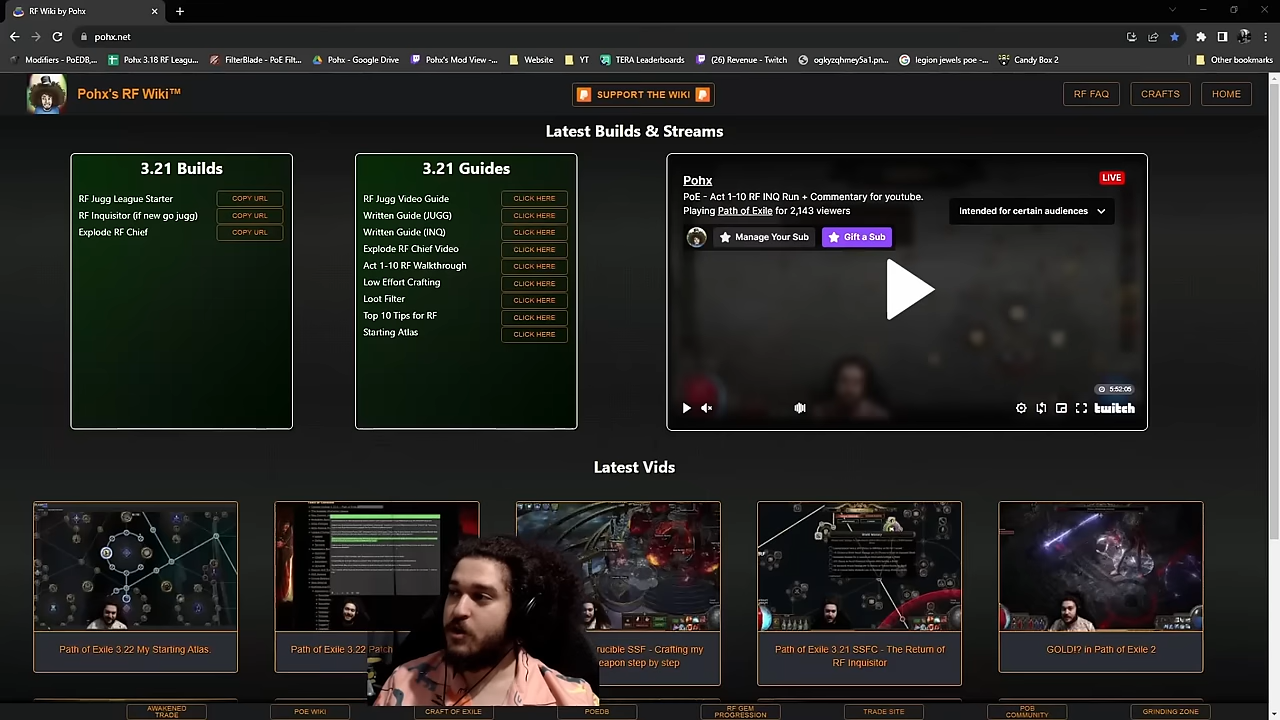 RF Wiki by Pohx
pohx.net
Modifiers - PoEDB,...
Pohx 3.18 RF Leagu...
FilterBlade - PoE Filt...
Pohx - Google Drive
Pohx's Mod View -...
Website
YT
TERA Leaderboards
(26) Revenue - Twitch
legion jewels poe -...
Candy Box 2
Other bookmarks
Pohx's RF Wiki™
SUPPORT THE WIKI
RF FAQ
CRAFTS
HOME
Latest Builds & Streams
3.21 Builds
RF Jugg League Starter COPY URL
RF Inquisitor (if new go jugg) COPY URL
Explode RF Chief COPY URL
3.21 Guides
RF Jugg Video Guide CLICK HERE
Written Guide (JUGG) CLICK HERE
Written Guide (INQ) CLICK HERE
Explode RF Chief Video CLICK HERE
Act 1-10 RF Walkthrough CLICK HERE
Low Effort Crafting CLICK HERE
Loot Filter CLICK HERE
Top 10 Tips for RF CLICK HERE
Starting Atlas CLICK HERE
Pohx
LIVE
PoE - Act 1-10 RF INQ Run + Commentary for youtube.
Playing Path of Exile for 2,143 viewers
Intended for certain audiences
Manage Your Sub
Gift a Sub
5:52:05
twitch
Latest Vids
Path of Exile 3.22 My Starting Atlas.
Path of Exile 3.22 Patch
rucible SSF - Crafting my
eapon step by step
Path of Exile 3.21 SSFC - The Return of
RF Inquisitor
GOLD!? in Path of Exile 2
AWAKENED
TRADE
POE WIKI
CRAFT OF EXILE
POEDB
RF GEM
PROGRESSION
TRADE SITE
POB
COMMUNITY
GRINDING ZONE